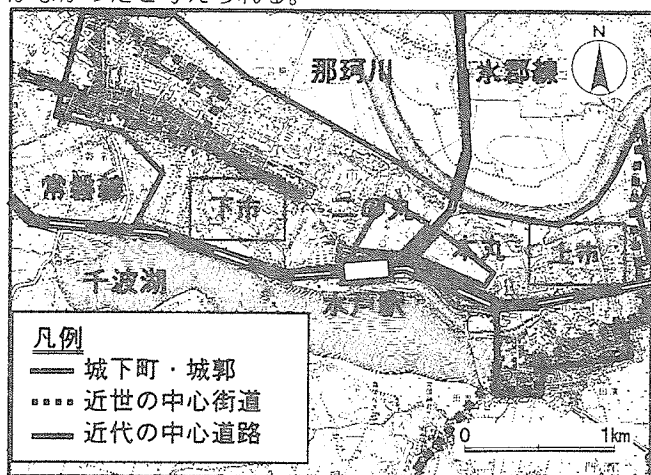 はなかったと考えられる。
N
那珂川
水郡線
常磐線
下市
二の丸
本丸
上市
千波湖
水戸駅
凡例
城下町・城郭
近世の中心街道
近代の中心道路
0 1km